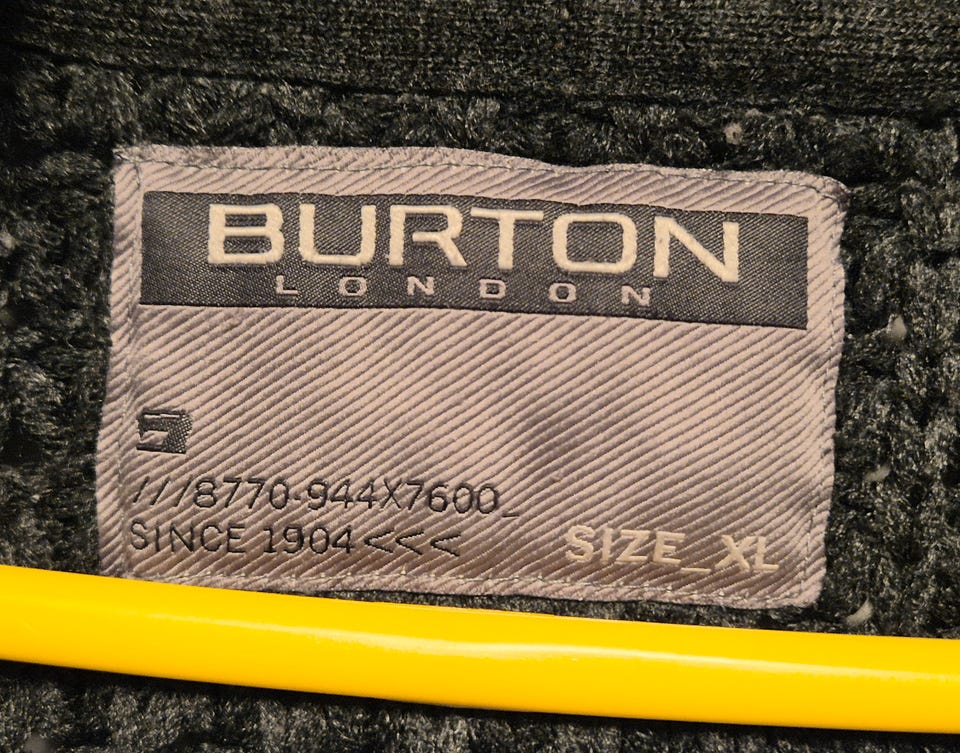 BURTON
LONDON
///8770-944X7600_
SINCE 1904<<<
SIZE_XL